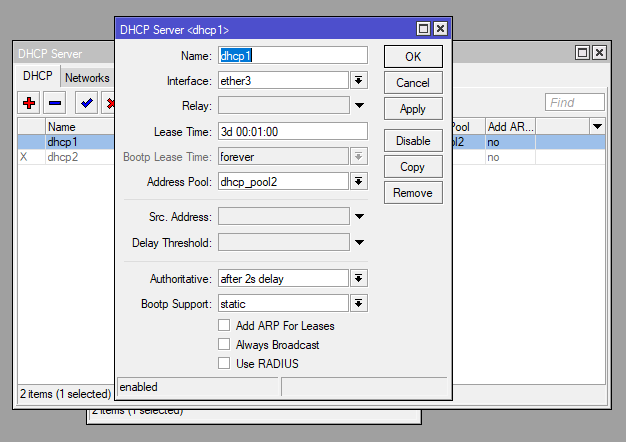 DHCP Server <dhcp1>
DHCP Server
DHCP Networks
Find
Name
ool Add AR...
dhcp1
ol2 no
X dhcp2
no
Name: dhcp1
Interface: ether3
Relay:
Lease Time: 3d 00:01:00
Bootp Lease Time: forever
Address Pool: dhcp_pool2
Src. Address:
Delay Threshold:
Authoritative: after 2s delay
Bootp Support: static
Add ARP For Leases
Always Broadcast
Use RADIUS
enabled
OK
Cancel
Apply
Disable
Copy
Remove
2 items (1 selected)
2 items (1 selected)